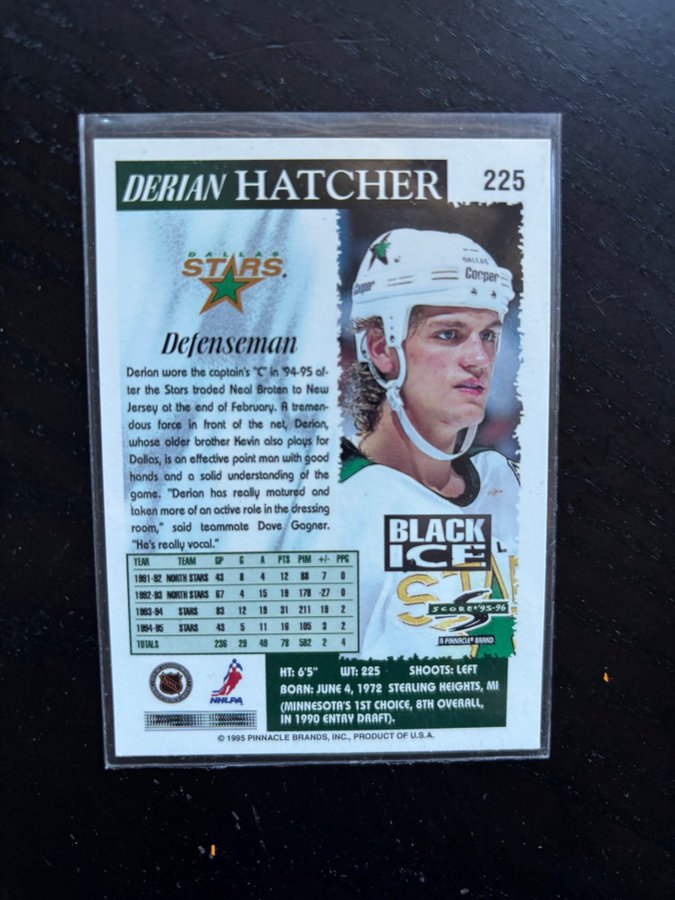 DERIAN HATCHER
225
DALLAS
STARS
Defenseman
Derian wore the captain's "C" in '94-95 af-
ter the Stars traded Neal Broten to New
Jersey at the end of February. A tremen-
dous force in front of the net, Derian,
whose older brother Kevin also plays for
Dallas, is an effective point man with good
hands and a solid understanding of the
game. "Derian has really matured and
taken more of an active role in the dressing
room," said teammate Dave Gagner.
"He's really vocal."
DALLAS
Cooper
Cooper
BLACK
ICE
L
STA
SCORE '95-96
A PINNACLE BRAND
YEAR TEAM GP G A PTS PIM +/- PPG
1991-92 NORTH STARS 43 8 4 12 88 7 0
1992-93 NORTH STARS 67 4 15 19 178 -27 0
1993-94 STARS 83 12 19 31 211 19 2
1994-95 STARS 43 5 11 16 105 3 2
TOTALS 236 29 49 78 582 2 4
NHLPA
HT: 6'5" WT: 225 SHOOTS: LEFT
BORN: JUNE 4, 1972 STERLING HEIGHTS, MI
(MINNESOTA'S 1ST CHOICE, 8TH OVERALL,
IN 1990 ENTRY DRAFT).
© 1995 PINNACLE BRANDS, INC., PRODUCT OF U.S.A.